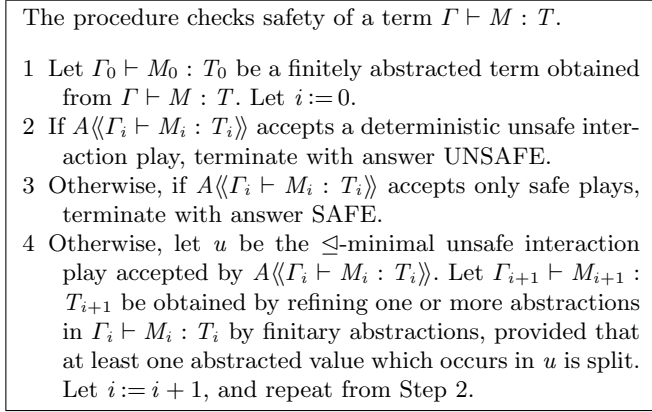 The procedure checks safety of a term Γ ⊢ M : T.
1 Let Γ₀ ⊢ M₀ : T₀ be a finitely abstracted term obtained
from Γ ⊢ M : T. Let i := 0.
2 If A⟪Γᵢ ⊢ Mᵢ : Tᵢ⟫ accepts a deterministic unsafe inter-
action play, terminate with answer UNSAFE.
3 Otherwise, if A⟪Γᵢ ⊢ Mᵢ : Tᵢ⟫ accepts only safe plays,
terminate with answer SAFE.
4 Otherwise, let u be the ⊴-minimal unsafe interaction
play accepted by A⟪Γᵢ ⊢ Mᵢ : Tᵢ⟫. Let Γᵢ₊₁ ⊢ Mᵢ₊₁ :
Tᵢ₊₁ be obtained by refining one or more abstractions
in Γᵢ ⊢ Mᵢ : Tᵢ by finitary abstractions, provided that
at least one abstracted value which occurs in u is split.
Let i := i + 1, and repeat from Step 2.